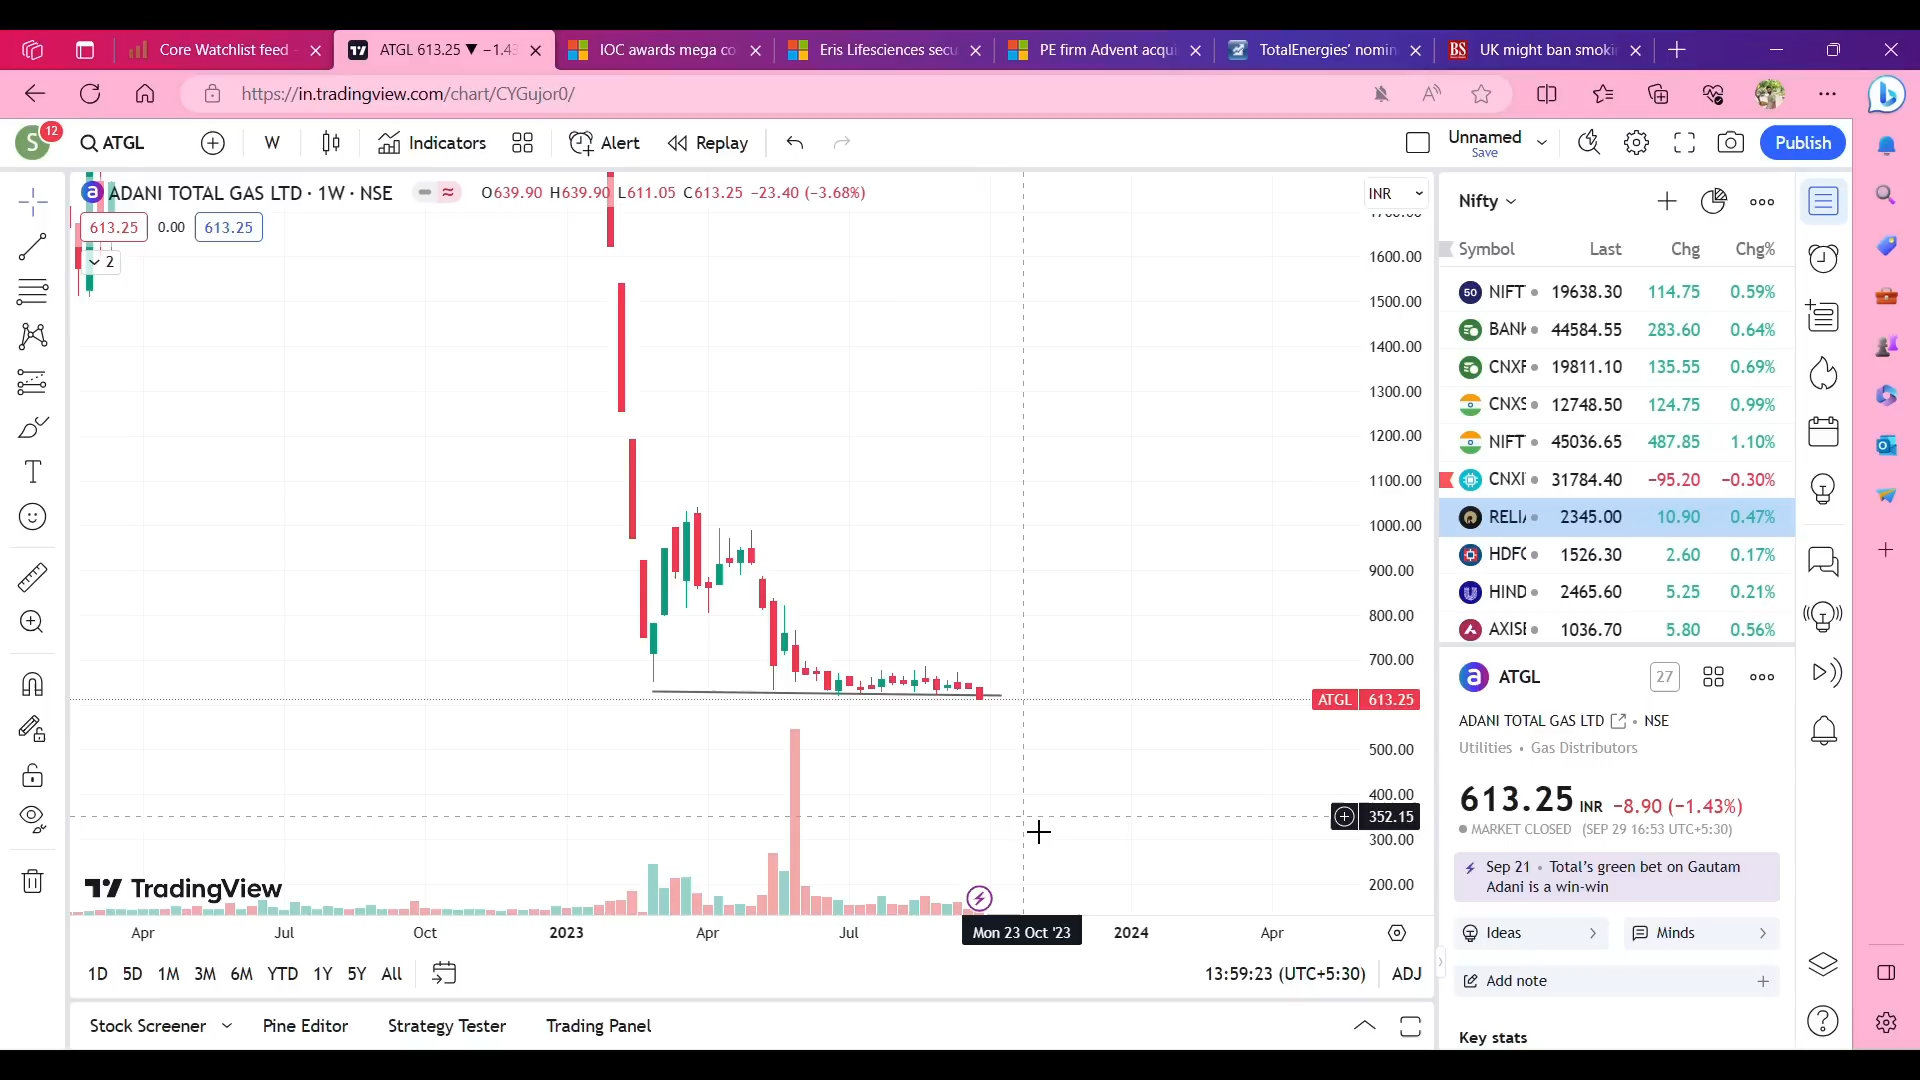 Core Watchlist feed
ATGL 613.25 ▼ −1.43
IOC awards mega co
Eris Lifesciences secu
PE firm Advent acqui
TotalEnergies’ nomin
BS UK might ban smoki
https://in.tradingview.com/chart/CYGujor0/
S 12
ATGL
W
Indicators
Alert
Replay
Unnamed
Save
Publish
ADANI TOTAL GAS LTD · 1W · NSE
O639.90 H639.90 L611.05 C613.25 −23.40 (−3.68%)
INR
613.25 0.00 613.25
2
1600.00
1500.00
1400.00
1300.00
1200.00
1100.00
1000.00
900.00
800.00
700.00
ATGL 613.25
500.00
400.00
352.15
300.00
200.00
TradingView
Apr Jul Oct 2023 Apr Jul Mon 23 Oct '23 2024 Apr
1D 5D 1M 3M 6M YTD 1Y 5Y All
13:59:23 (UTC+5:30) ADJ
Stock Screener Pine Editor Strategy Tester Trading Panel
Nifty
Symbol Last Chg Chg%
50 NIFT 19638.30 114.75 0.59%
BANK 44584.55 283.60 0.64%
CNXF 19811.10 135.55 0.69%
CNXS 12748.50 124.75 0.99%
NIFT 45036.65 487.85 1.10%
CNXI 31784.40 −95.20 −0.30%
RELI 2345.00 10.90 0.47%
HDFC 1526.30 2.60 0.17%
HIND 2465.60 5.25 0.21%
AXISE 1036.70 5.80 0.56%
a ATGL
27
ADANI TOTAL GAS LTD • NSE
Utilities • Gas Distributors
613.25 INR −8.90 (−1.43%)
MARKET CLOSED (SEP 29 16:53 UTC+5:30)
Sep 21 • Total’s green bet on Gautam
Adani is a win-win
Ideas
Minds
Add note
Key stats